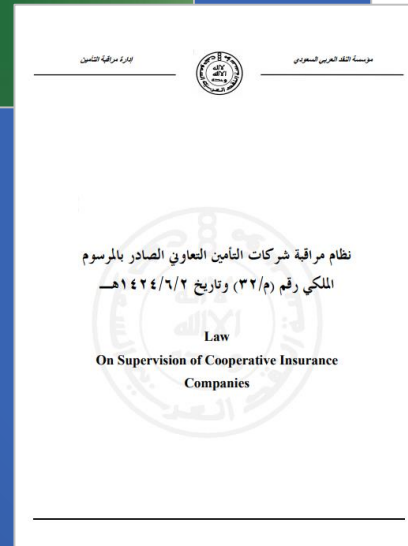 مؤسسة النقد العربي السعودي
إدارة مراقبة التأمين
نظام مراقبة شركات التأمين التعاوني الصادر بالمرسوم
الملكي رقم (م/٣٢) وتاريخ ١٤٢٤/٦/٢هــ
Law
On Supervision of Cooperative Insurance
Companies